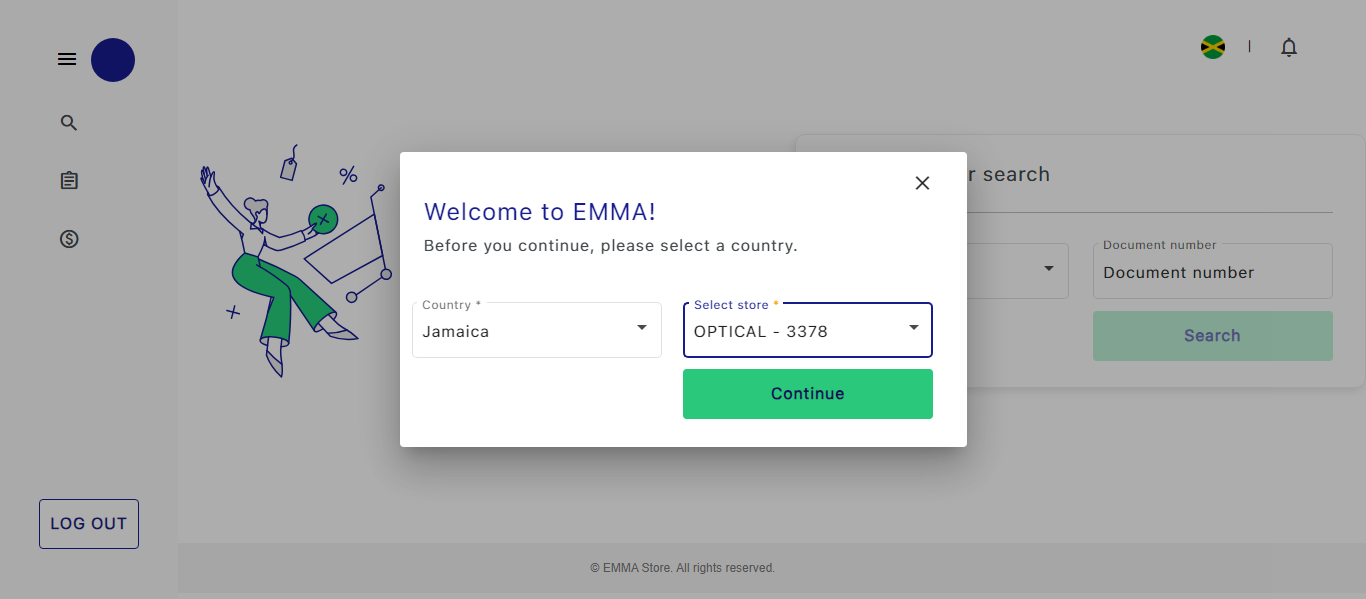 r search
Welcome to EMMA!
Before you continue, please select a country.
Document number
Document number
Country *
Jamaica
Select store *
OPTICAL - 3378
Search
Continue
LOG OUT
© EMMA Store. All rights reserved.